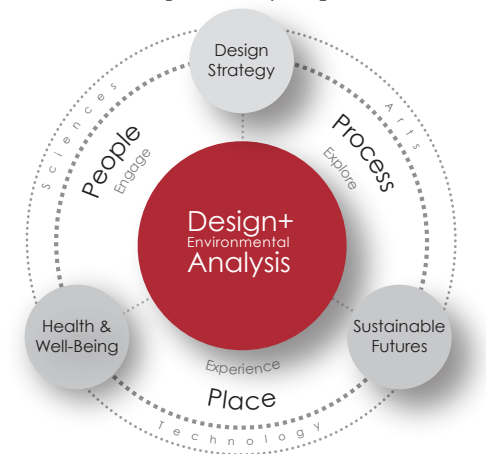 Design
Strategy
Sciences
Arts
People
Engage
Process
Explore
Design+
Environmental
Analysis
Health &
Well-Being
Sustainable
Futures
Experience
Place
Technology